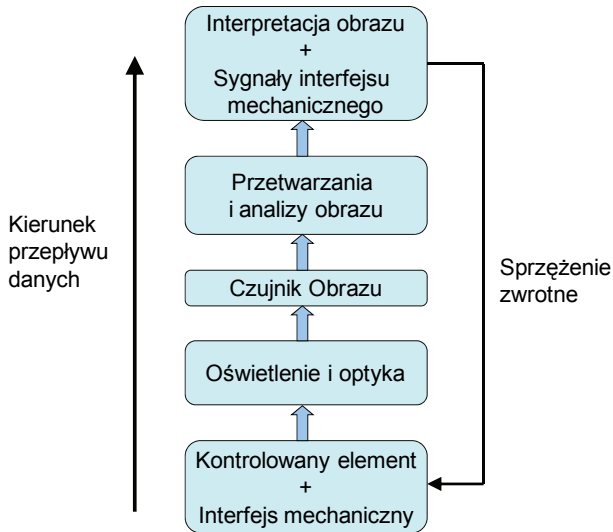 Interpretacja obrazu
+
Sygnały interfejsu
mechanicznego
Przetwarzania
i analizy obrazu
Kierunek
przepływu
danych
Czujnik Obrazu
Sprzężenie
zwrotne
Oświetlenie i optyka
Kontrolowany element
+
Interfejs mechaniczny